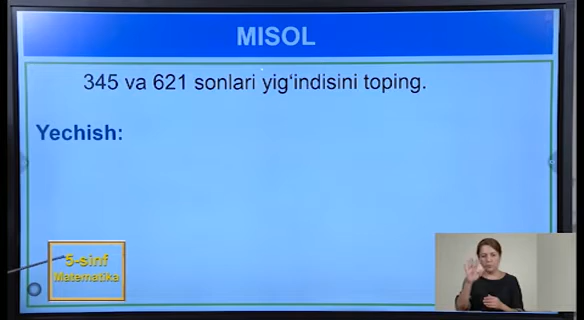 MISOL
345 va 621 sonlari yig‘indisini toping.
Yechish:
5-sinf
Matematika